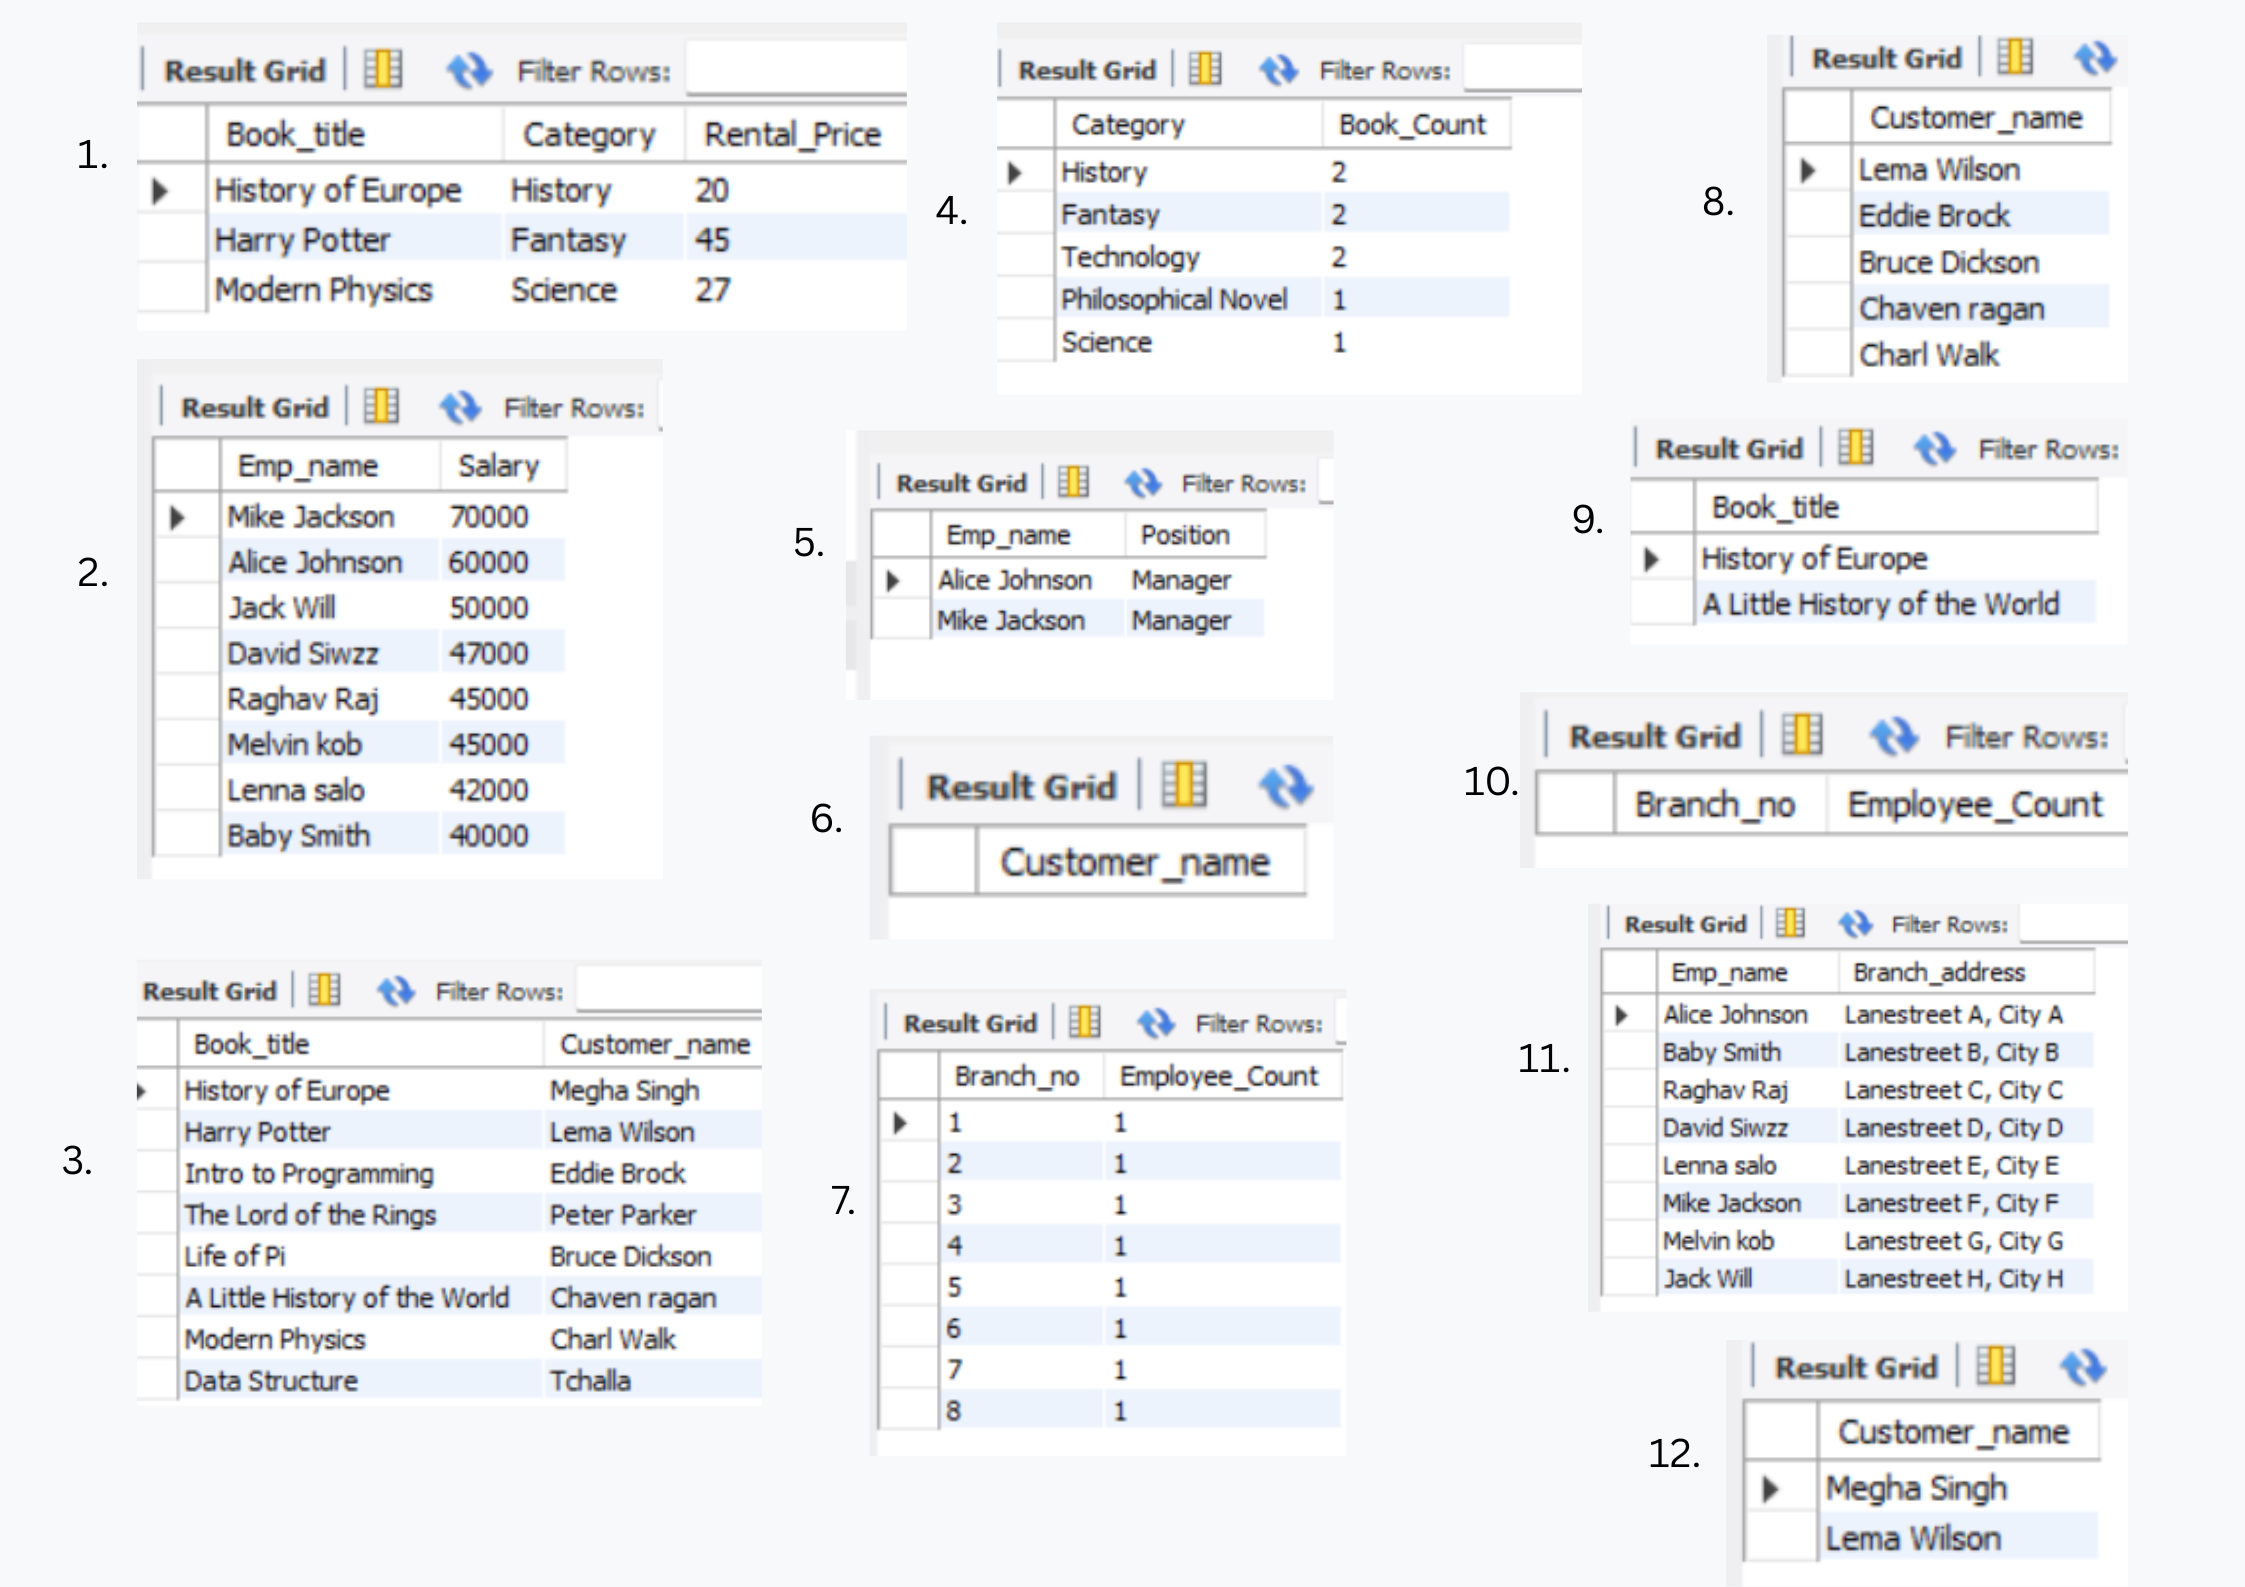 1.
Result Grid Filter Rows:
Book_title Category Rental_Price
History of Europe History 20
Harry Potter Fantasy 45
Modern Physics Science 27
2.
Result Grid Filter Rows:
Emp_name Salary
Mike Jackson 70000
Alice Johnson 60000
Jack Will 50000
David Siwzz 47000
Raghav Raj 45000
Melvin kob 45000
Lenna salo 42000
Baby Smith 40000
3.
Result Grid Filter Rows:
Book_title Customer_name
History of Europe Megha Singh
Harry Potter Lema Wilson
Intro to Programming Eddie Brock
The Lord of the Rings Peter Parker
Life of Pi Bruce Dickson
A Little History of the World Chaven ragan
Modern Physics Charl Walk
Data Structure Tchalla
4.
Result Grid Filter Rows:
Category Book_Count
History 2
Fantasy 2
Technology 2
Philosophical Novel 1
Science 1
5.
Result Grid Filter Rows:
Emp_name Position
Alice Johnson Manager
Mike Jackson Manager
6.
Result Grid
Customer_name
7.
Result Grid Filter Rows:
Branch_no Employee_Count
1 1
2 1
3 1
4 1
5 1
6 1
7 1
8 1
8.
Result Grid
Customer_name
Lema Wilson
Eddie Brock
Bruce Dickson
Chaven ragan
Charl Walk
9.
Result Grid Filter Rows:
Book_title
History of Europe
A Little History of the World
10.
Result Grid Filter Rows:
Branch_no Employee_Count
11.
Result Grid Filter Rows:
Emp_name Branch_address
Alice Johnson Lanestreet A, City A
Baby Smith Lanestreet B, City B
Raghav Raj Lanestreet C, City C
David Siwzz Lanestreet D, City D
Lenna salo Lanestreet E, City E
Mike Jackson Lanestreet F, City F
Melvin kob Lanestreet G, City G
Jack Will Lanestreet H, City H
12.
Result Grid
Customer_name
Megha Singh
Lema Wilson